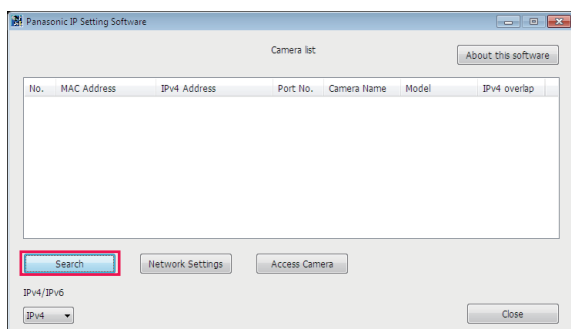 Panasonic IP Setting Software
Camera list
About this software
No. MAC Address IPv4 Address Port No. Camera Name Model IPv4 overlap
Search Network Settings Access Camera
IPv4/IPv6
IPv4 Close